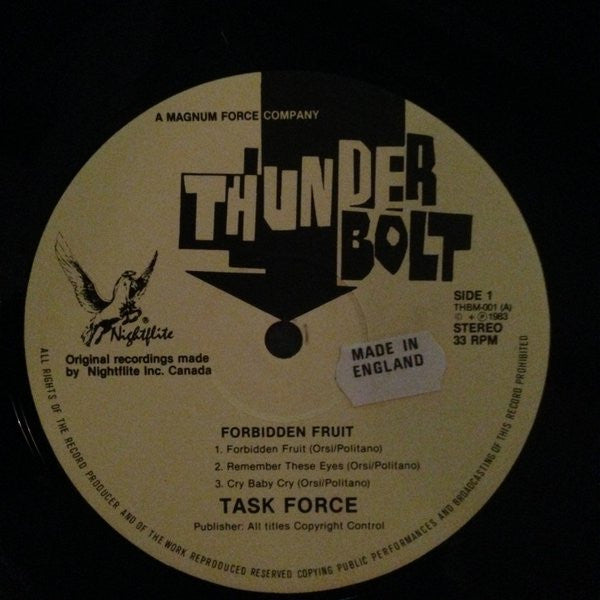 A MAGNUM FORCE COMPANY
THUNDER
BOLT
SIDE 1
THBM-001 (A)
© + ℗ 1983
STEREO
33 RPM
Nightflite ®
Original recordings made
by Nightflite Inc. Canada
MADE IN
ENGLAND
FORBIDDEN FRUIT
1. Forbidden Fruit (Orsi/Politano)
2. Remember These Eyes (Orsi/Politano)
3. Cry Baby Cry (Orsi/Politano)
TASK FORCE
Publisher: All titles Copyright Control
ALL RIGHTS OF THE RECORD PRODUCER AND OF THE WORK REPRODUCED RESERVED COPYING PUBLIC PERFORMANCES AND BROADCASTING OF THIS RECORD PROHIBITED